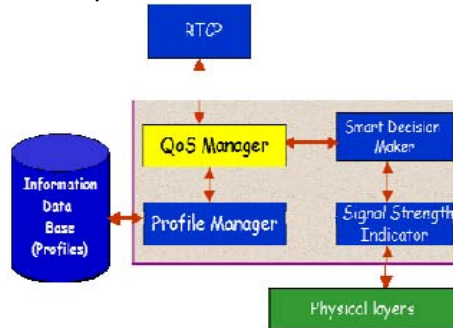 RTCP
QoS Manager
Smart Decision
Maker
Information
Data
Base
(Profiles)
Profile Manager
Signal Strength
Indicator
Physical layers